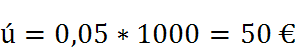 ú = 0,05 * 1000 = 50 €